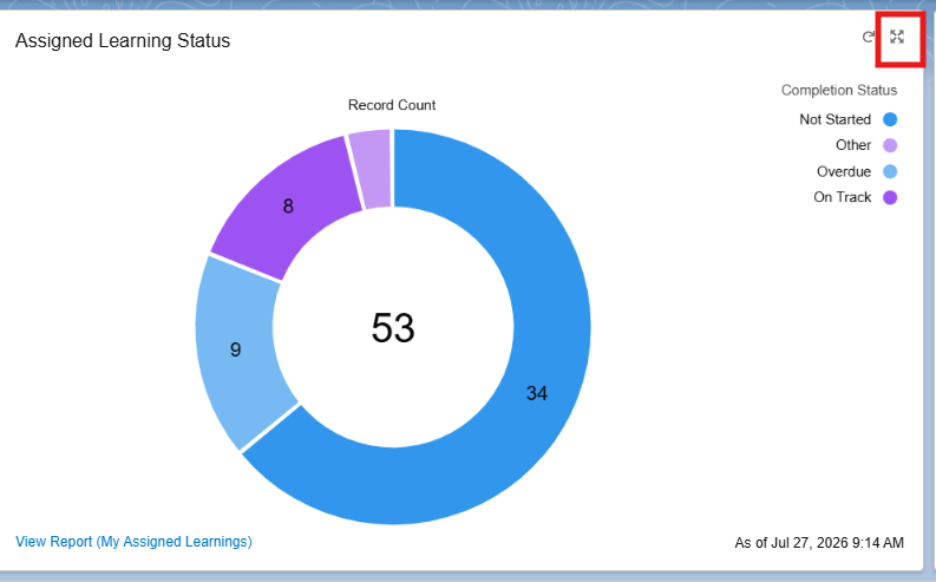 Assigned Learning Status
Record Count
Completion Status
Not Started
Other
Overdue
On Track
8
9
53
34
View Report (My Assigned Learnings)
As of Jul 27, 2026 9:14 AM